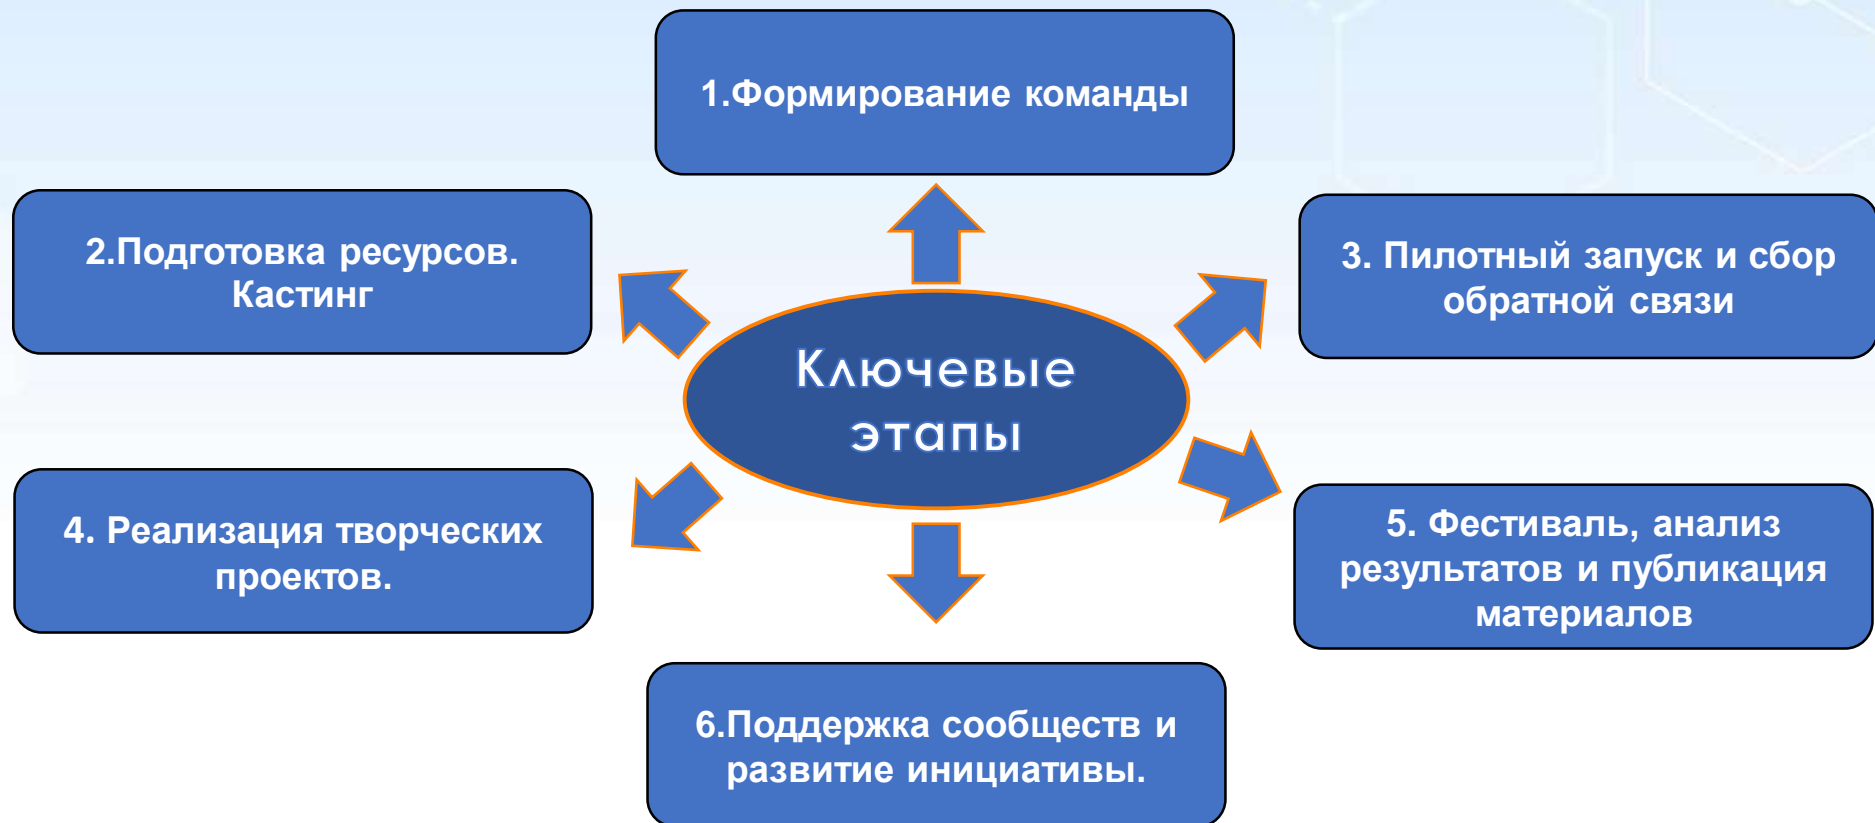 1.Формирование команды
2.Подготовка ресурсов.
Кастинг
3. Пилотный запуск и сбор
обратной связи
Ключевые
этапы
4. Реализация творческих
проектов.
5. Фестиваль, анализ
результатов и публикация
материалов
6.Поддержка сообществ и
развитие инициативы.